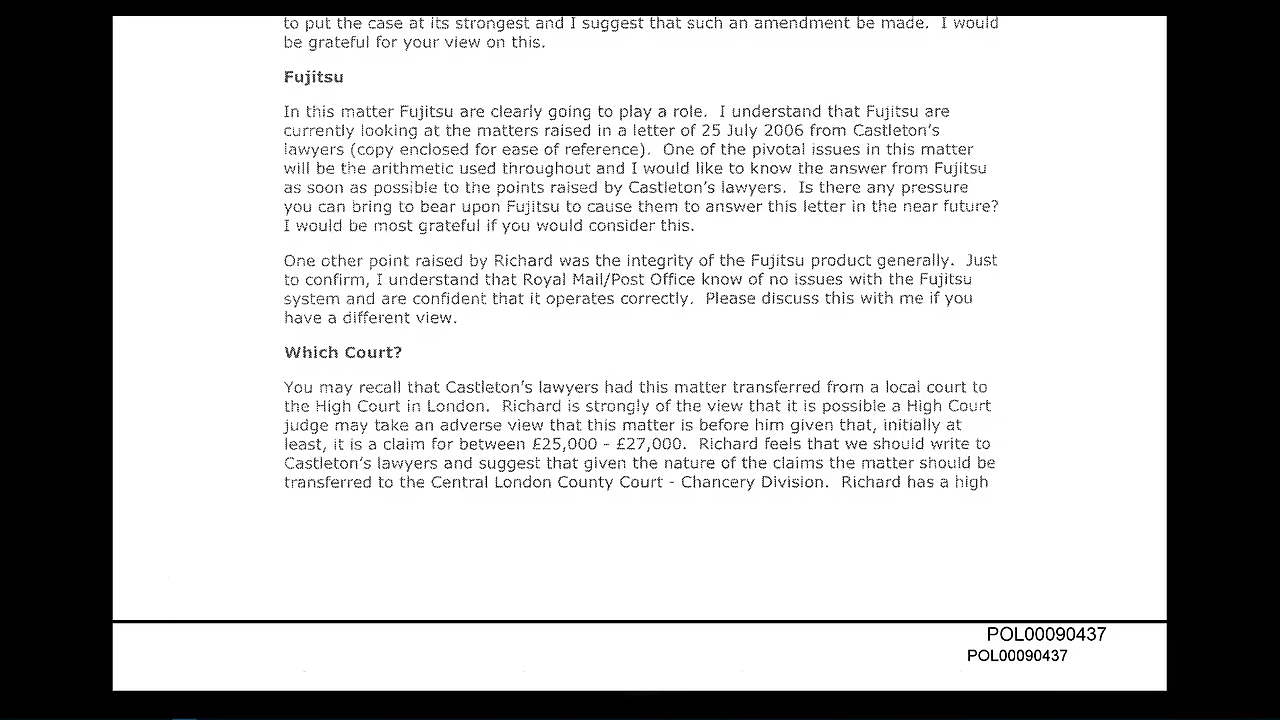 to put the case at its strongest and I suggest that such an amendment be made.  I would
be grateful for your view on this.
Fujitsu
In this matter Fujitsu are clearly going to play a role.  I understand that Fujitsu are
currently looking at the matters raised in a letter of 25 July 2006 from Castleton's
lawyers (copy enclosed for ease of reference).  One of the pivotal issues in this matter
will be the arithmetic used throughout and I would like to know the answer from Fujitsu
as soon as possible to the points raised by Castleton's lawyers.  Is there any pressure
you can bring to bear upon Fujitsu to cause them to answer this letter in the near future?
I would be most grateful if you would consider this.
One other point raised by Richard was the integrity of the Fujitsu product generally.  Just
to confirm, I understand that Royal Mail/Post Office know of no issues with the Fujitsu
system and are confident that it operates correctly.  Please discuss this with me if you
have a different view.
Which Court?
You may recall that Castleton's lawyers had this matter transferred from a local court to
the High Court in London.  Richard is strongly of the view that it is possible a High Court
judge may take an adverse view that this matter is before him given that, initially at
least, it is a claim for between £25,000 - £27,000.  Richard feels that we should write to
Castleton's lawyers and suggest that given the nature of the claims the matter should be
transferred to the Central London County Court - Chancery Division.  Richard has a high
POL00090437
POL00090437